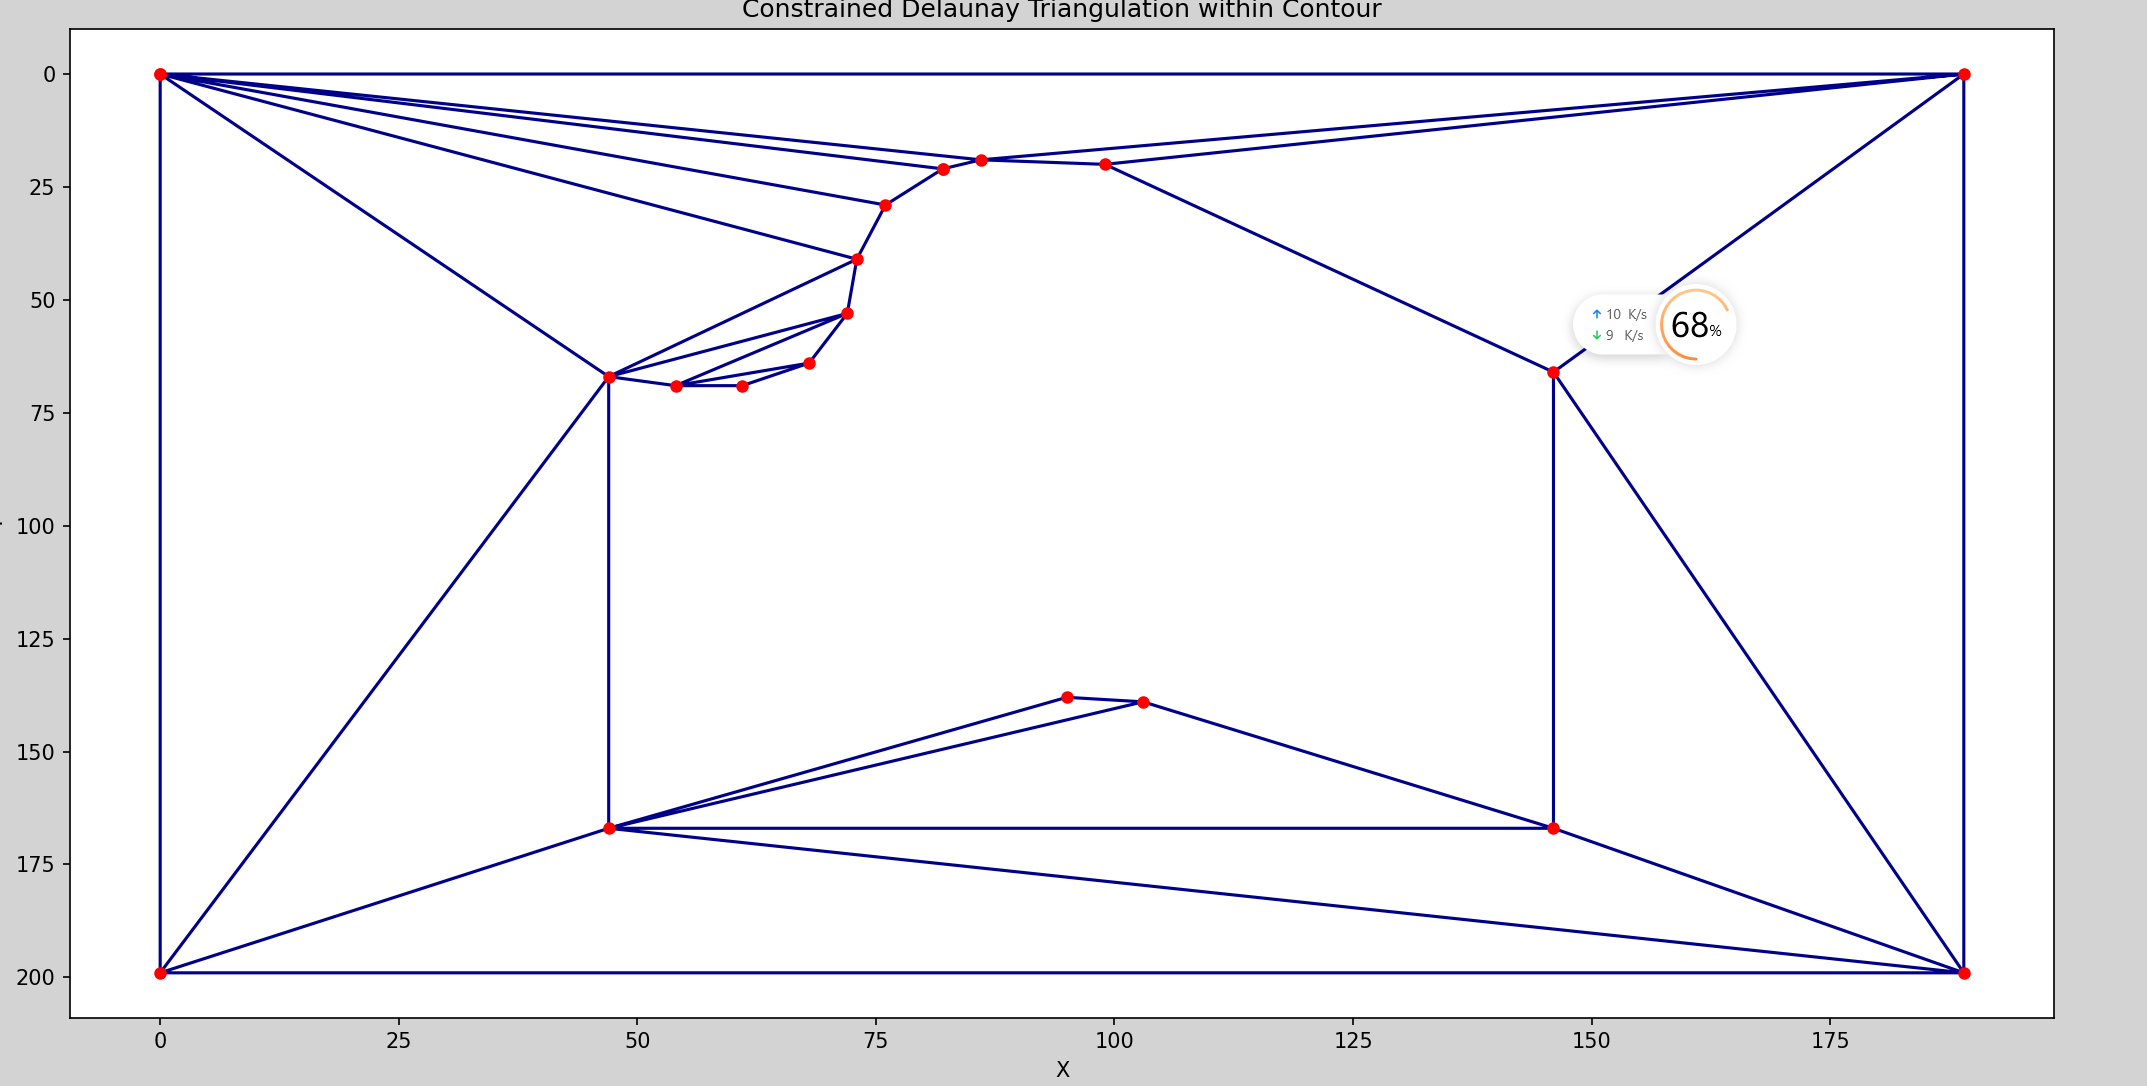 Constrained Delaunay Triangulation within Contour
0
25
50
75
100
125
150
175
200
↑ 10 K/s
↓ 9 K/s
68%
0 25 50 75 100 125 150 175
X